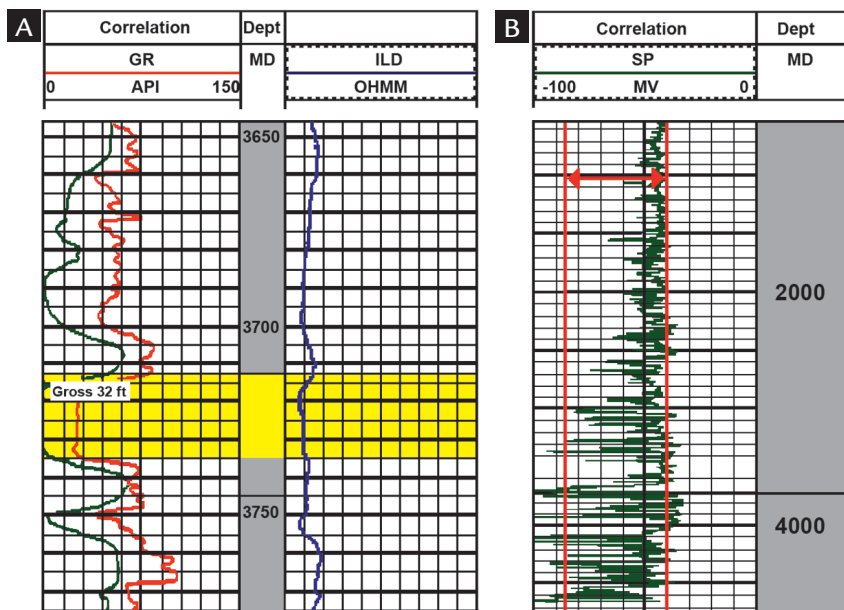 A
Correlation
Dept
GR
MD
ILD
0
API
150
OHMM
3650
3700
Gross 32 ft
3750
B
Correlation
Dept
SP
MD
-100
MV
0
2000
4000